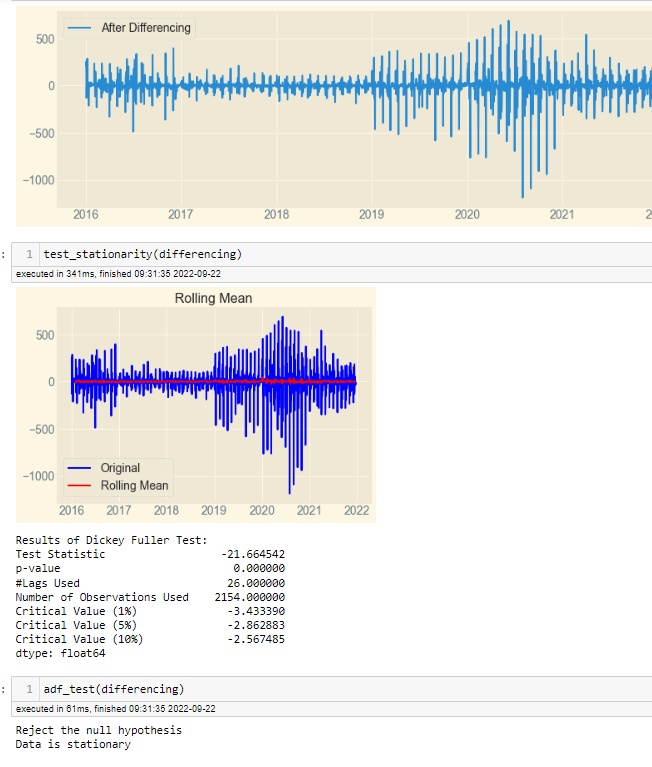 After Differencing
500
0
−500
−1000
2016 2017 2018 2019 2020 2021 2
: 1 test_stationarity(differencing)
executed in 341ms, finished 09:31:35 2022-09-22
Rolling Mean
500
0
−500
−1000
Original
Rolling Mean
2016 2017 2018 2019 2020 2021 2022
Results of Dickey Fuller Test:
Test Statistic -21.664542
p-value 0.000000
#Lags Used 26.000000
Number of Observations Used 2154.000000
Critical Value (1%) -3.433390
Critical Value (5%) -2.862883
Critical Value (10%) -2.567485
dtype: float64
: 1 adf_test(differencing)
executed in 61ms, finished 09:31:35 2022-09-22
Reject the null hypothesis
Data is stationary